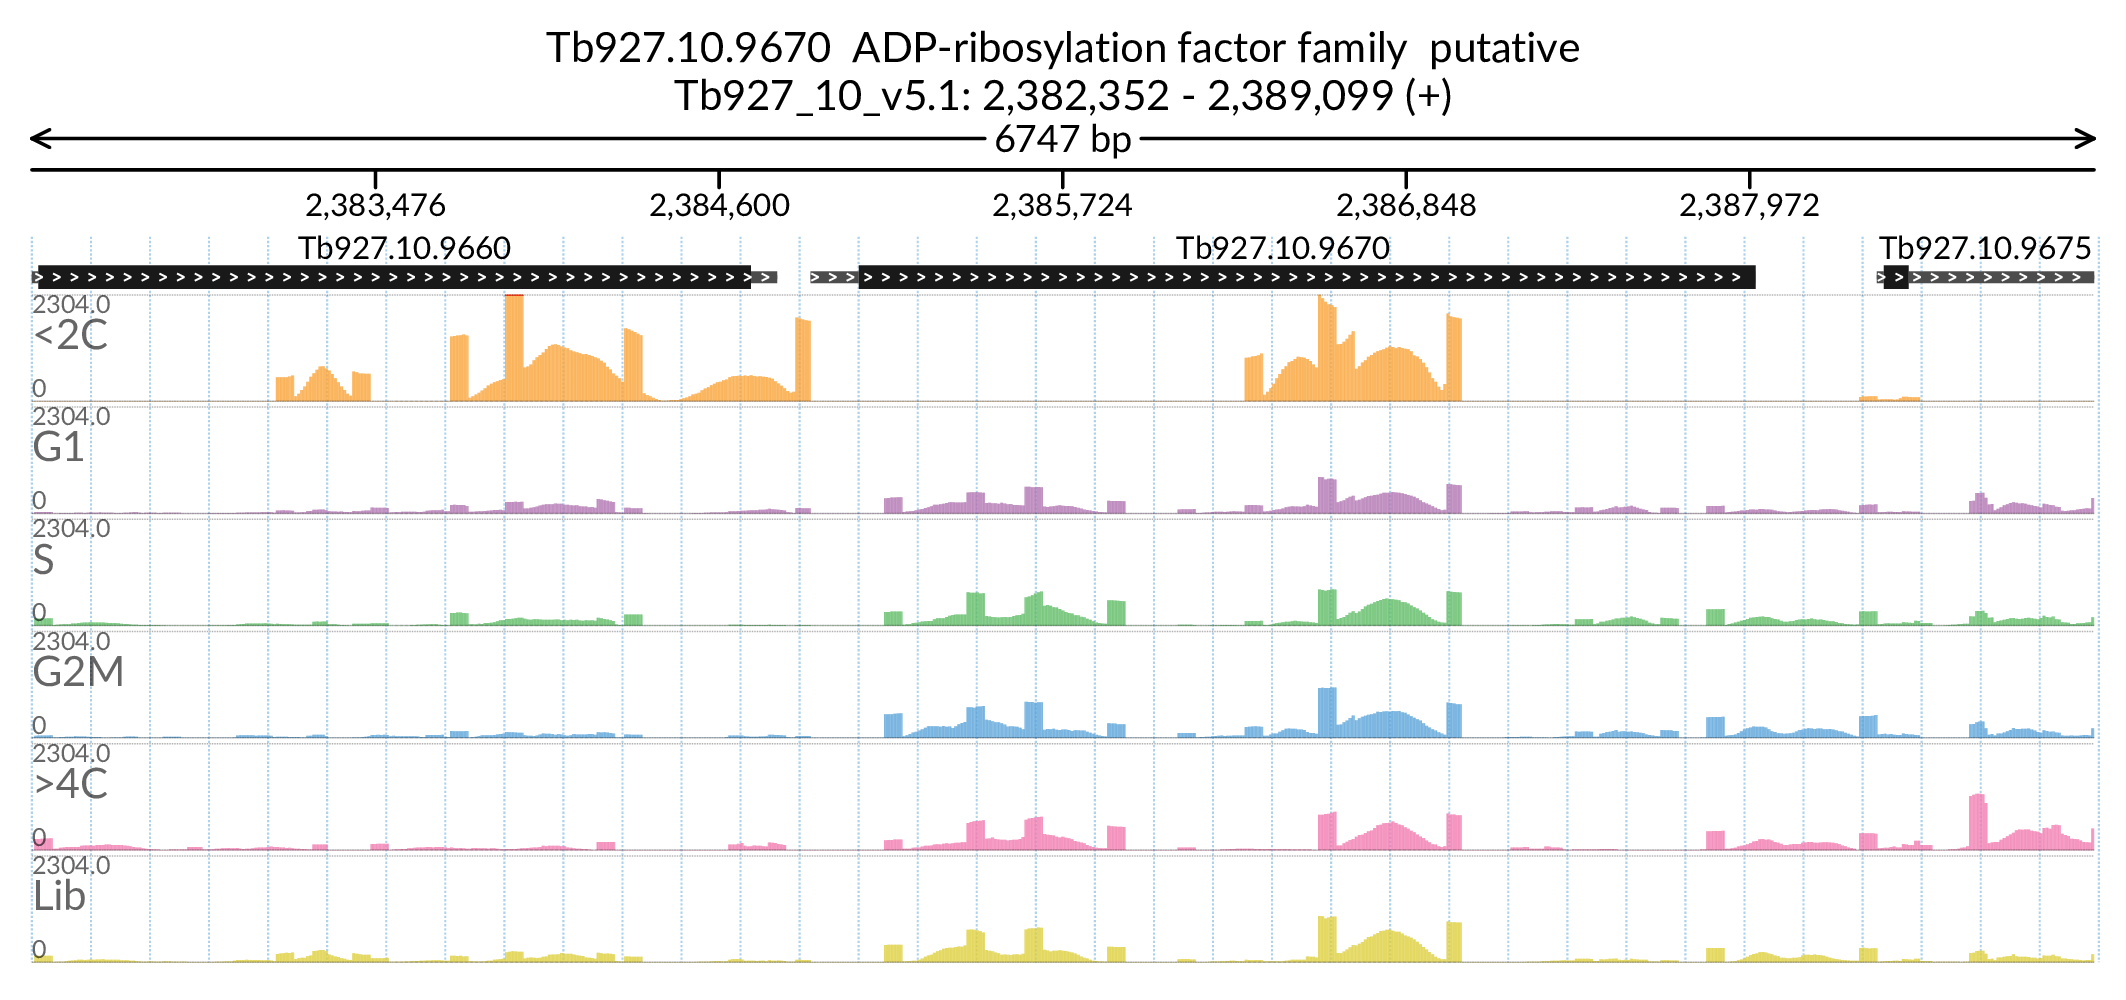 Tb927.10.9670  ADP-ribosylation factor family  putative
Tb927_10_v5.1: 2,382,352 - 2,389,099 (+)
6747 bp
2,383,476 2,384,600 2,385,724 2,386,848 2,387,972
Tb927.10.9660 Tb927.10.9670 Tb927.10.9675
2304.0
<2C
0
2304.0
G1
0
2304.0
S
0
2304.0
G2M
0
2304.0
>4C
0
2304.0
Lib
0